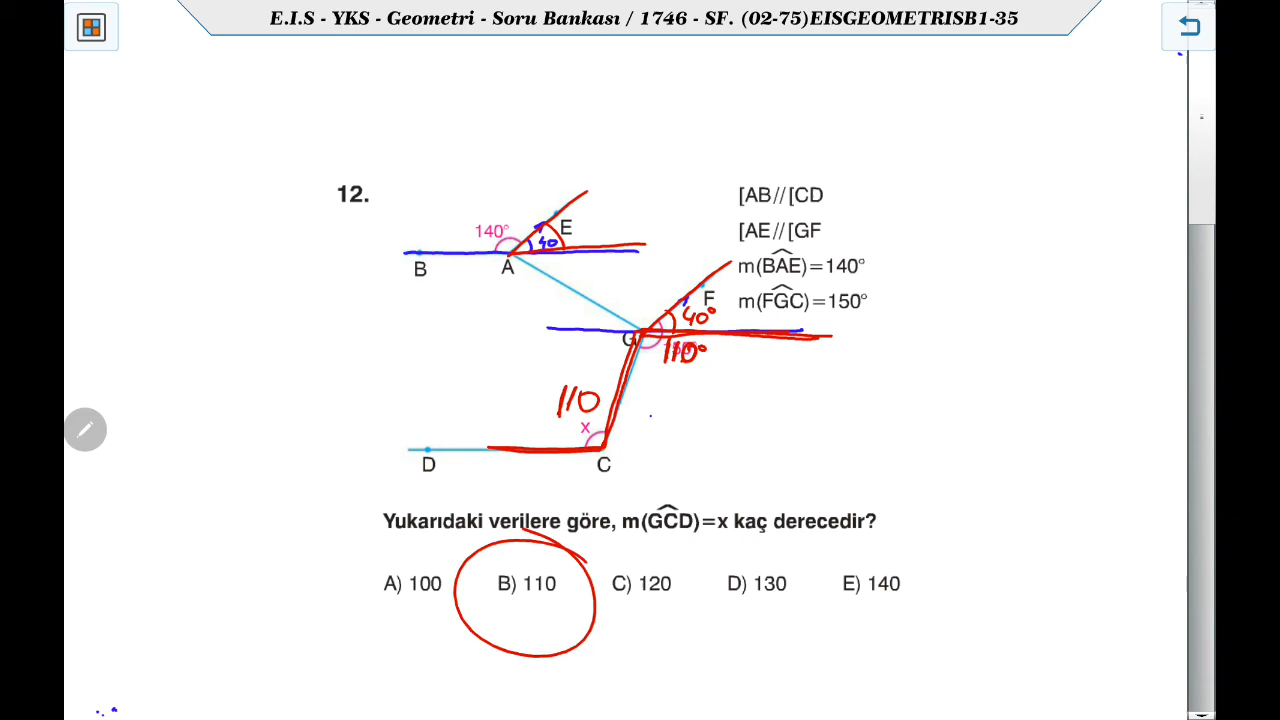 E.I.S - YKS - Geometri - Soru Bankası / 1746 - SF. (02-75)EISGEOMETRISB1-35
12.
[AB // [CD
[AE // [GF
m(BAE) = 140°
m(FGC) = 150°
140°
E
40
B
A
F
40°
G
110°
110
x
D
C
Yukarıdaki verilere göre, m(GCD) = x kaç derecedir?
A) 100 B) 110 C) 120 D) 130 E) 140